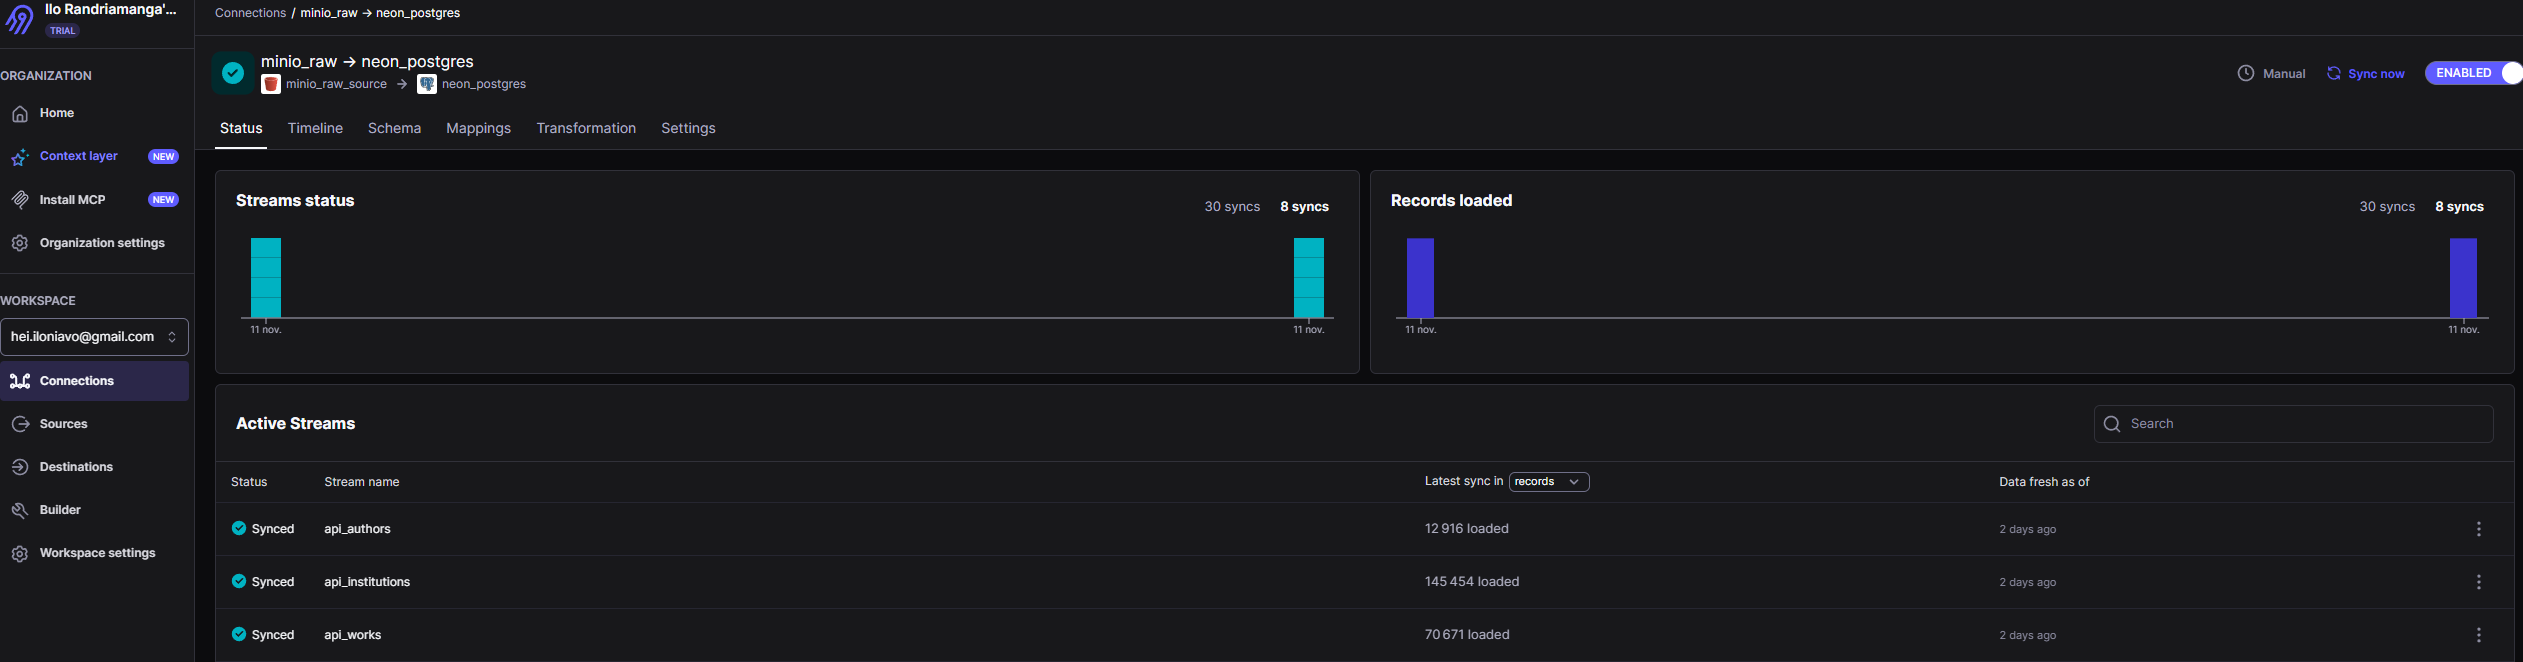 Ilo Randriamanga'...
TRIAL
ORGANIZATION
Home
Context layer NEW
Install MCP NEW
Organization settings
WORKSPACE
hei.iloniavo@gmail.com
Connections
Sources
Destinations
Builder
Workspace settings
Connections / minio_raw → neon_postgres
minio_raw → neon_postgres
minio_raw_source → neon_postgres
Manual Sync now ENABLED
Status Timeline Schema Mappings Transformation Settings
Streams status 30 syncs 8 syncs
11 nov. 11 nov.
Records loaded 30 syncs 8 syncs
11 nov. 11 nov.
Active Streams Search
Status Stream name Latest sync in records Data fresh as of
Synced api_authors 12 916 loaded 2 days ago
Synced api_institutions 145 454 loaded 2 days ago
Synced api_works 70 671 loaded 2 days ago